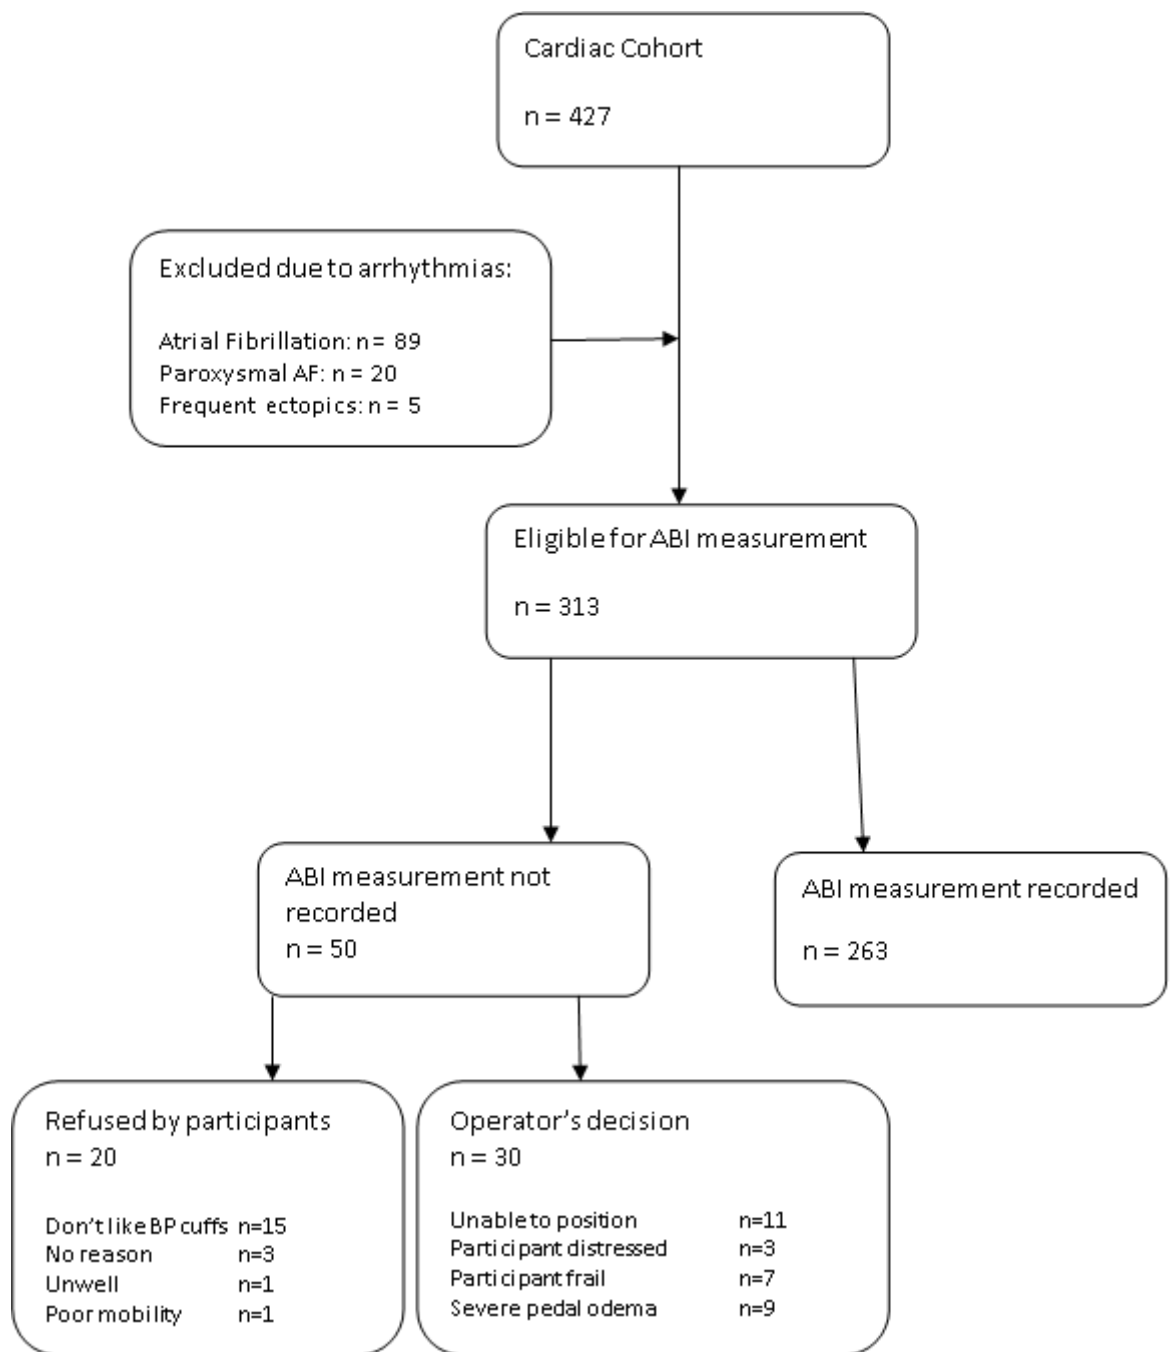 Cardiac Cohort
n = 427
Excluded due to arrhythmias:
Atrial Fibrillation: n = 89
Paroxysmal AF: n = 20
Frequent ectopics: n = 5
Eligible for ABI measurement
n = 313
ABI measurement not
recorded
n = 50
ABI measurement recorded
n = 263
Refused by participants
n = 20
Don't like BP cuffs n=15
No reason n=3
Unwell n=1
Poor mobility n=1
Operator's decision
n = 30
Unable to position n=11
Participant distressed n=3
Participant frail n=7
Severe pedal odema n=9